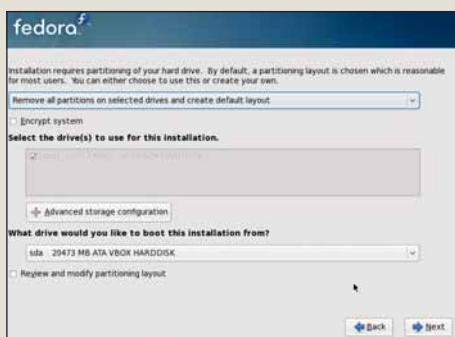 fedora
Installation requires partitioning of your hard drive. By default, a partitioning layout is chosen which is reasonable
for most users. You can either choose to use this or create your own.
Remove all partitions on selected drives and create default layout
Encrypt system
Select the drive(s) to use for this installation.
Advanced storage configuration
What drive would you like to boot this installation from?
sda 20473 MB ATA VBOX HARDDISK
Review and modify partitioning layout
Back Next